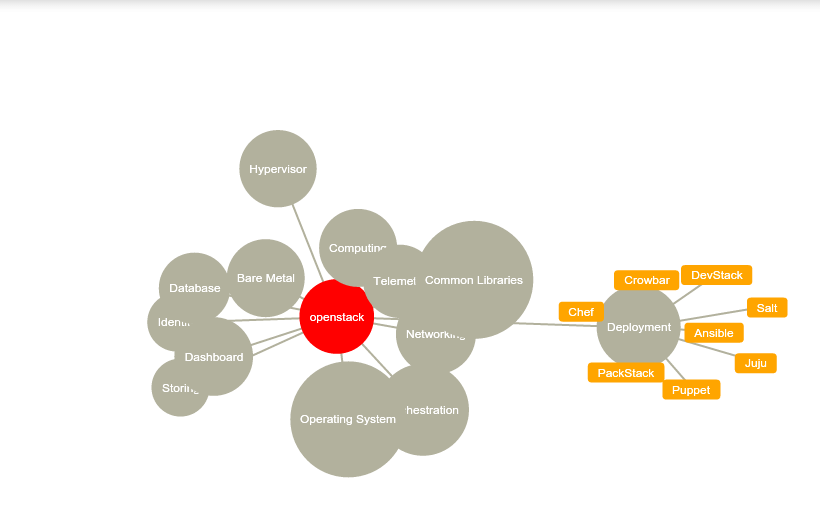 Hypervisor
Computing
Bare Metal
Telemet
Common Libraries
Crowbar
DevStack
Database
Salt
Chef
openstack
Identi
Deployment
Ansible
Networking
Dashboard
Juju
PackStack
Storing
Puppet
hestration
Operating System